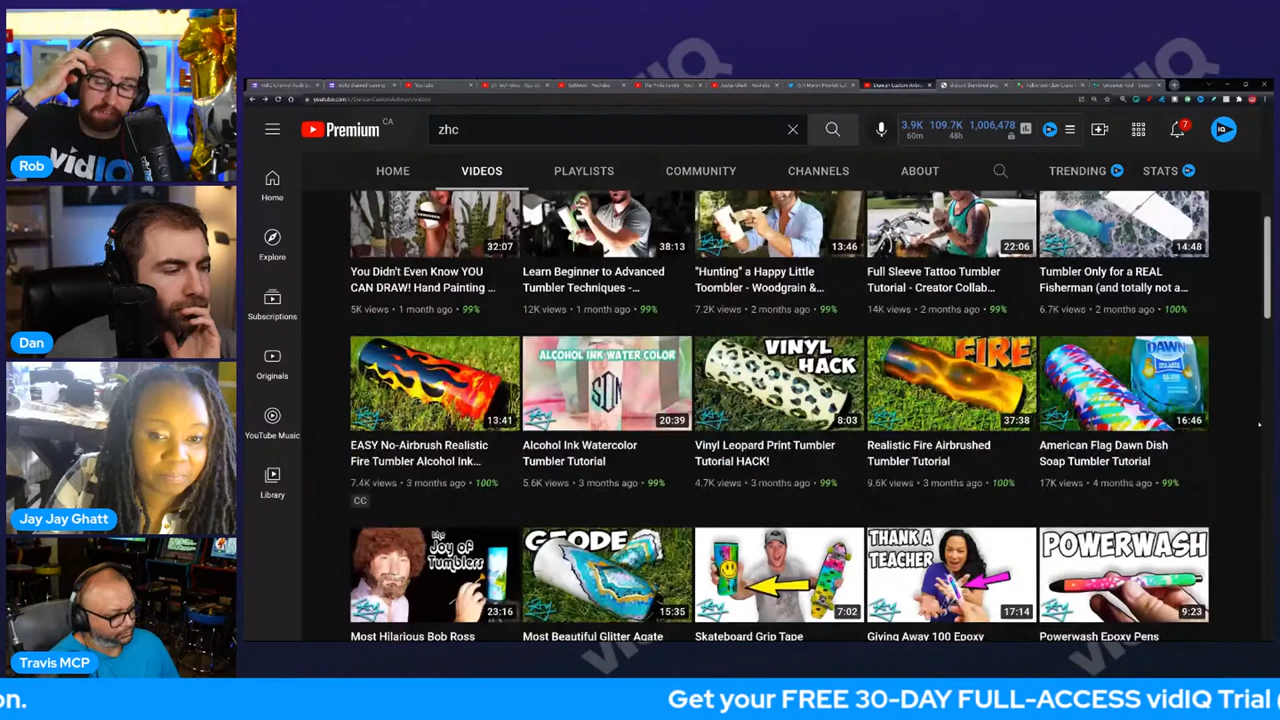 vidIQ
Rob
Dan
Jay Jay Ghatt
Travis MCP
Premium
CA
zhc
3.9K
60m
109.7K
48h
1,006,478
7
IQ
HOME
VIDEOS
PLAYLISTS
COMMUNITY
CHANNELS
ABOUT
TRENDING
STATS
Home
Explore
Subscriptions
Originals
YouTube Music
Library
32:07
38:13
13:46
22:06
14:48
You Didn't Even Know YOU
CAN DRAW! Hand Painting ...
5K views • 1 month ago • 99%
Learn Beginner to Advanced
Tumbler Techniques -...
12K views • 1 month ago • 99%
"Hunting" a Happy Little
Toombler - Woodgrain &...
7.2K views • 2 months ago • 99%
Full Sleeve Tattoo Tumbler
Tutorial - Creator Collab...
14K views • 2 months ago • 99%
Tumbler Only for a REAL
Fisherman (and totally not a...
6.7K views • 2 months ago • 100%
13:41
ALCOHOL INK WATER COLOR
20:39
VINYL
HACK
8:03
FIRE
37:38
DAWN
16:46
EASY No-Airbrush Realistic
Fire Tumbler Alcohol Ink...
7.4K views • 3 months ago • 100%
CC
Alcohol Ink Watercolor
Tumbler Tutorial
5.6K views • 3 months ago • 99%
Vinyl Leopard Print Tumbler
Tutorial HACK!
4.7K views • 3 months ago • 99%
Realistic Fire Airbrushed
Tumbler Tutorial
9.6K views • 3 months ago • 100%
American Flag Dawn Dish
Soap Tumbler Tutorial
17K views • 4 months ago • 99%
the
Joy of
Tumblers
23:16
GEODE
15:35
7:02
THANK A
TEACHER
17:14
POWERWASH
9:23
Most Hilarious Bob Ross
Most Beautiful Glitter Agate
Skateboard Grip Tape
Giving Away 100 Epoxy
Powerwash Epoxy Pens
on.
Get your FREE 30-DAY FULL-ACCESS vidIQ Trial